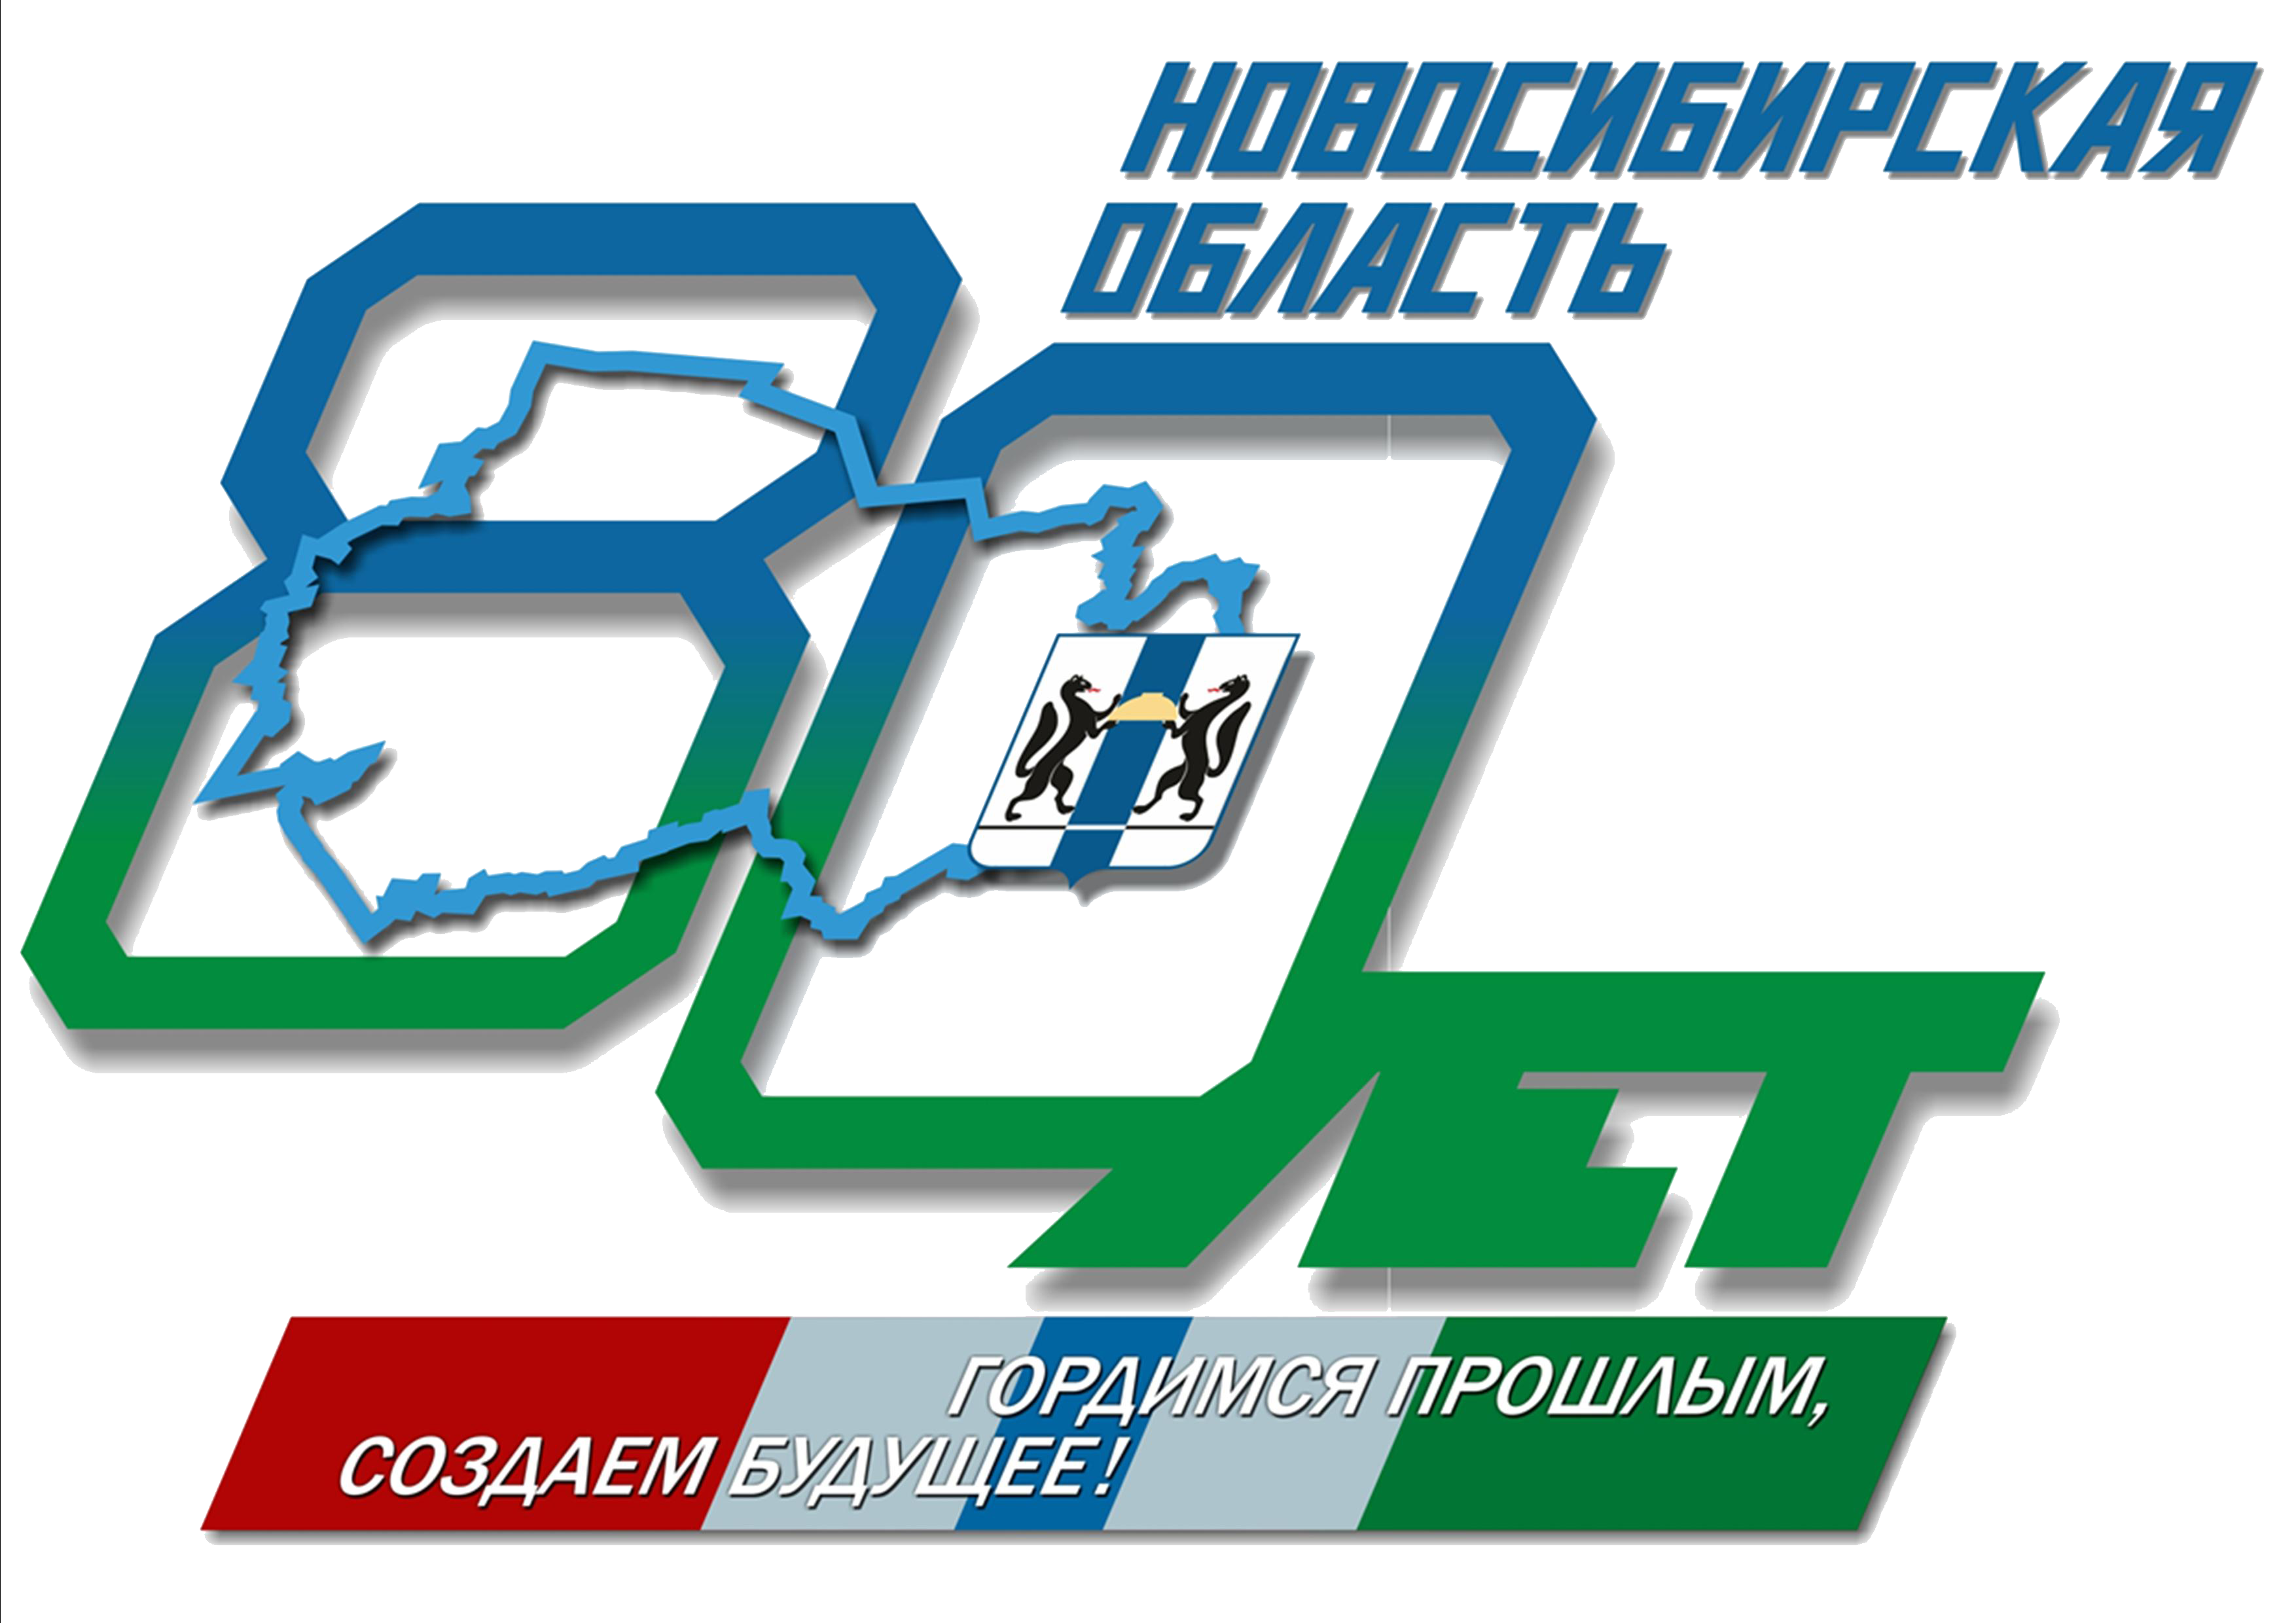 НОВОСИБИРСКАЯ
ОБЛАСТЬ
80 ЛЕТ
ГОРДИМСЯ ПРОШЛЫМ,
СОЗДАЕМ БУДУЩЕЕ!